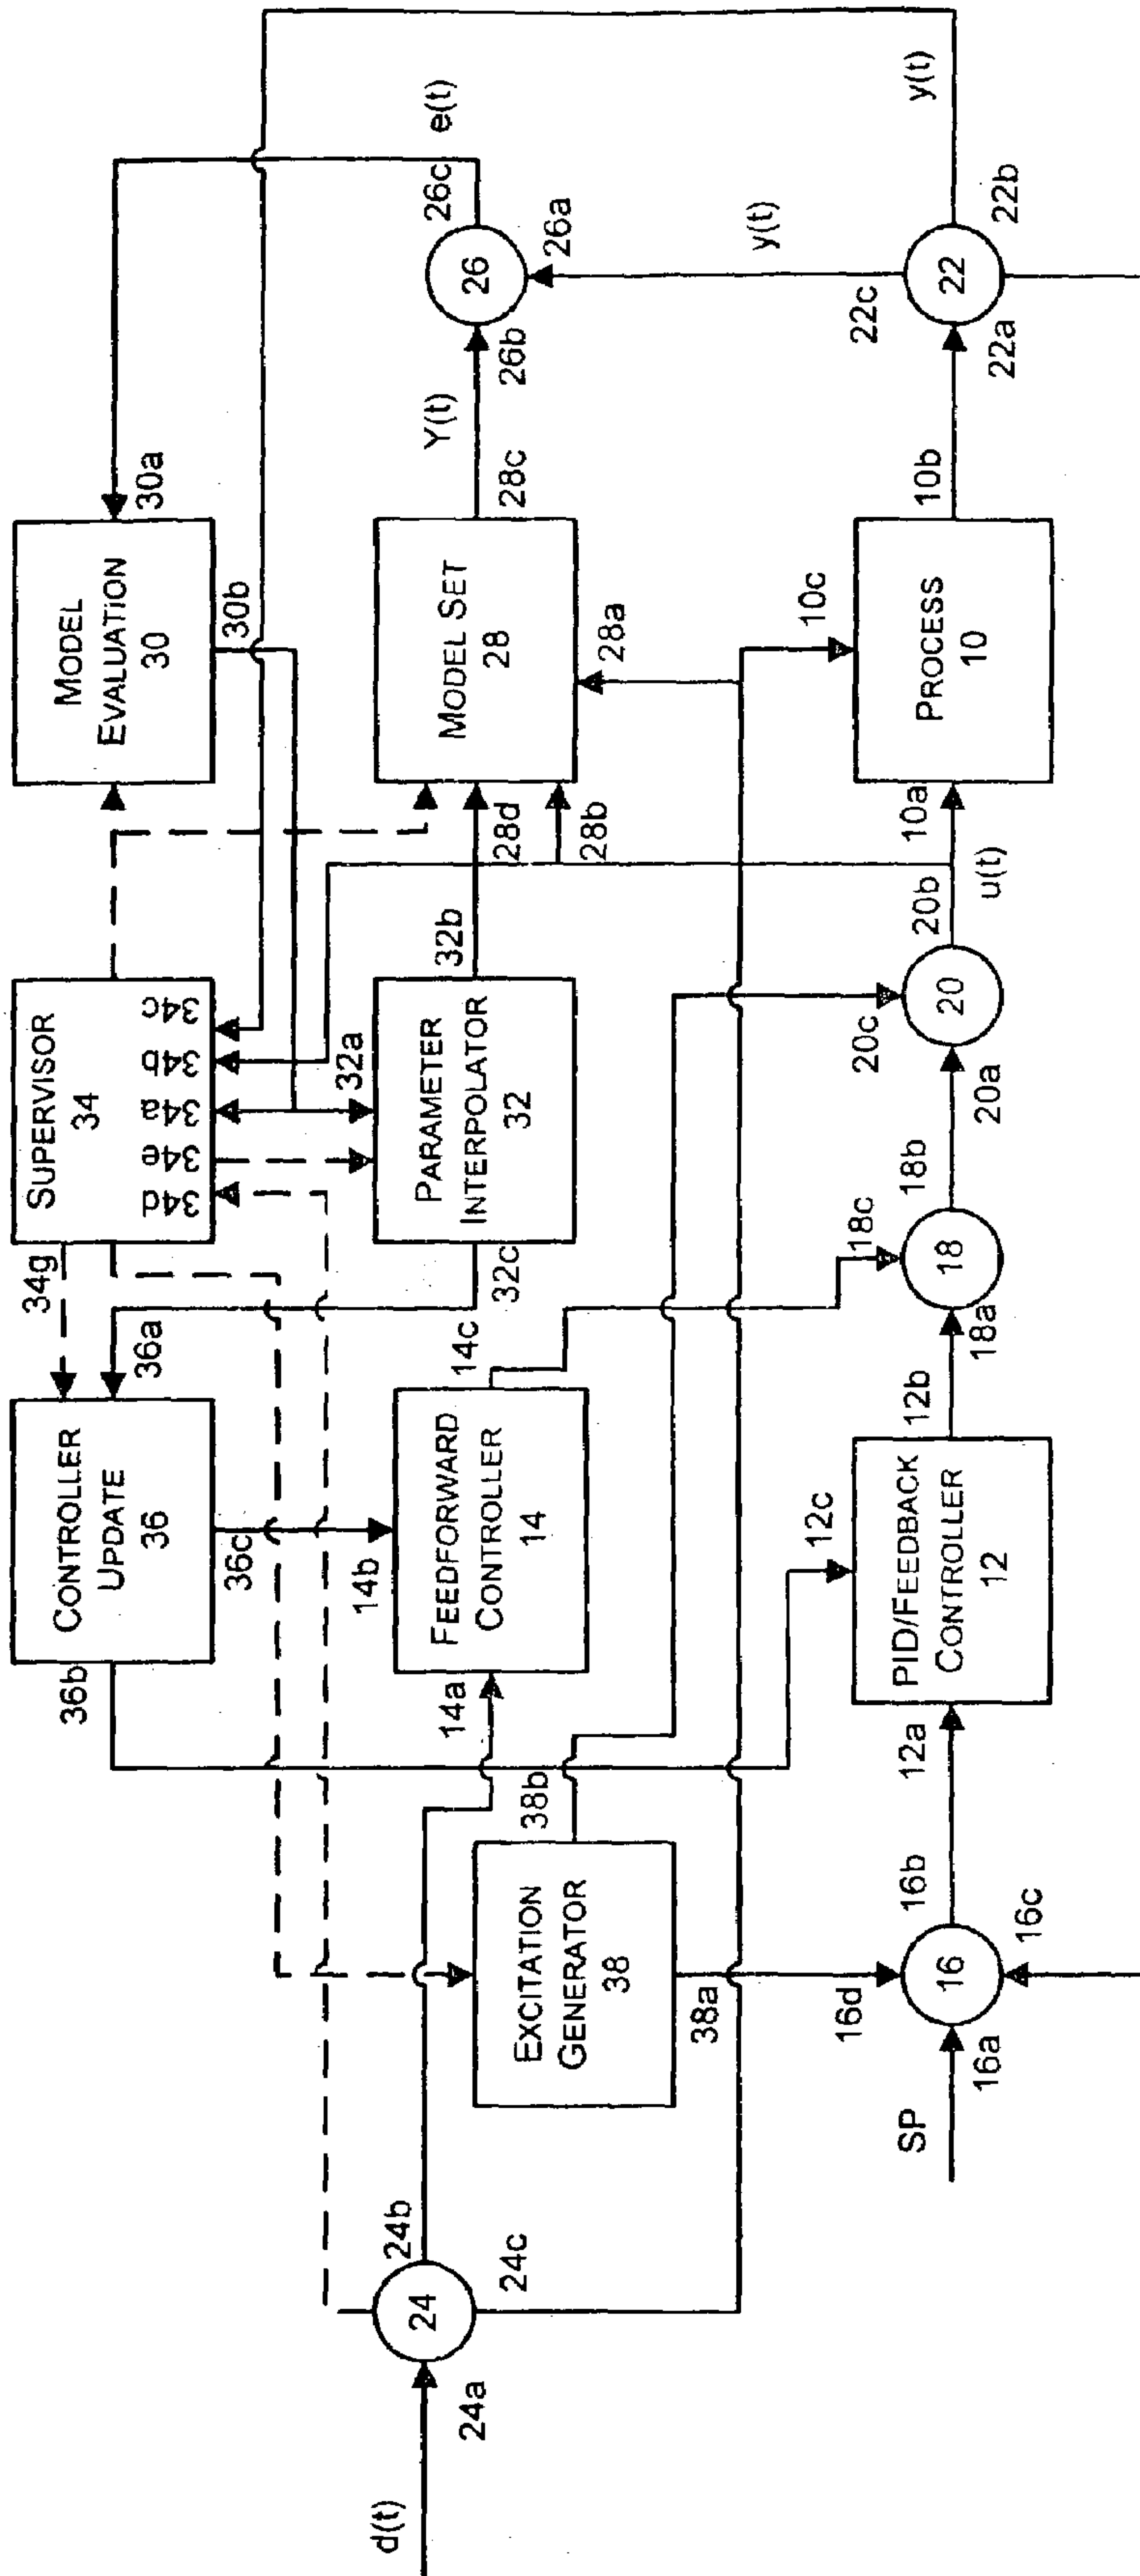 CONTROLLER
UPDATE
36
36a
36b
36c
SUPERVISOR
34
34d
34e
34a
34b
34c
34g
MODEL
EVALUATION
30
30a
30b
FEEDFORWARD
CONTROLLER
14
14a
14b
14c
PARAMETER
INTERPOLATOR
32
32a
32b
32c
MODEL SET
28
28a
28b
28c
28d
Y(t)
26
26a
26b
26c
e(t)
d(t)
24
24a
24b
24c
EXCITATION
GENERATOR
38
38a
38b
SP
16
16a
16b
16c
16d
PID/FEEDBACK
CONTROLLER
12
12a
12b
12c
18
18a
18b
18c
20
20a
20b
20c
u(t)
PROCESS
10
10a
10b
10c
22
22a
22b
22c
y(t)
y(t)